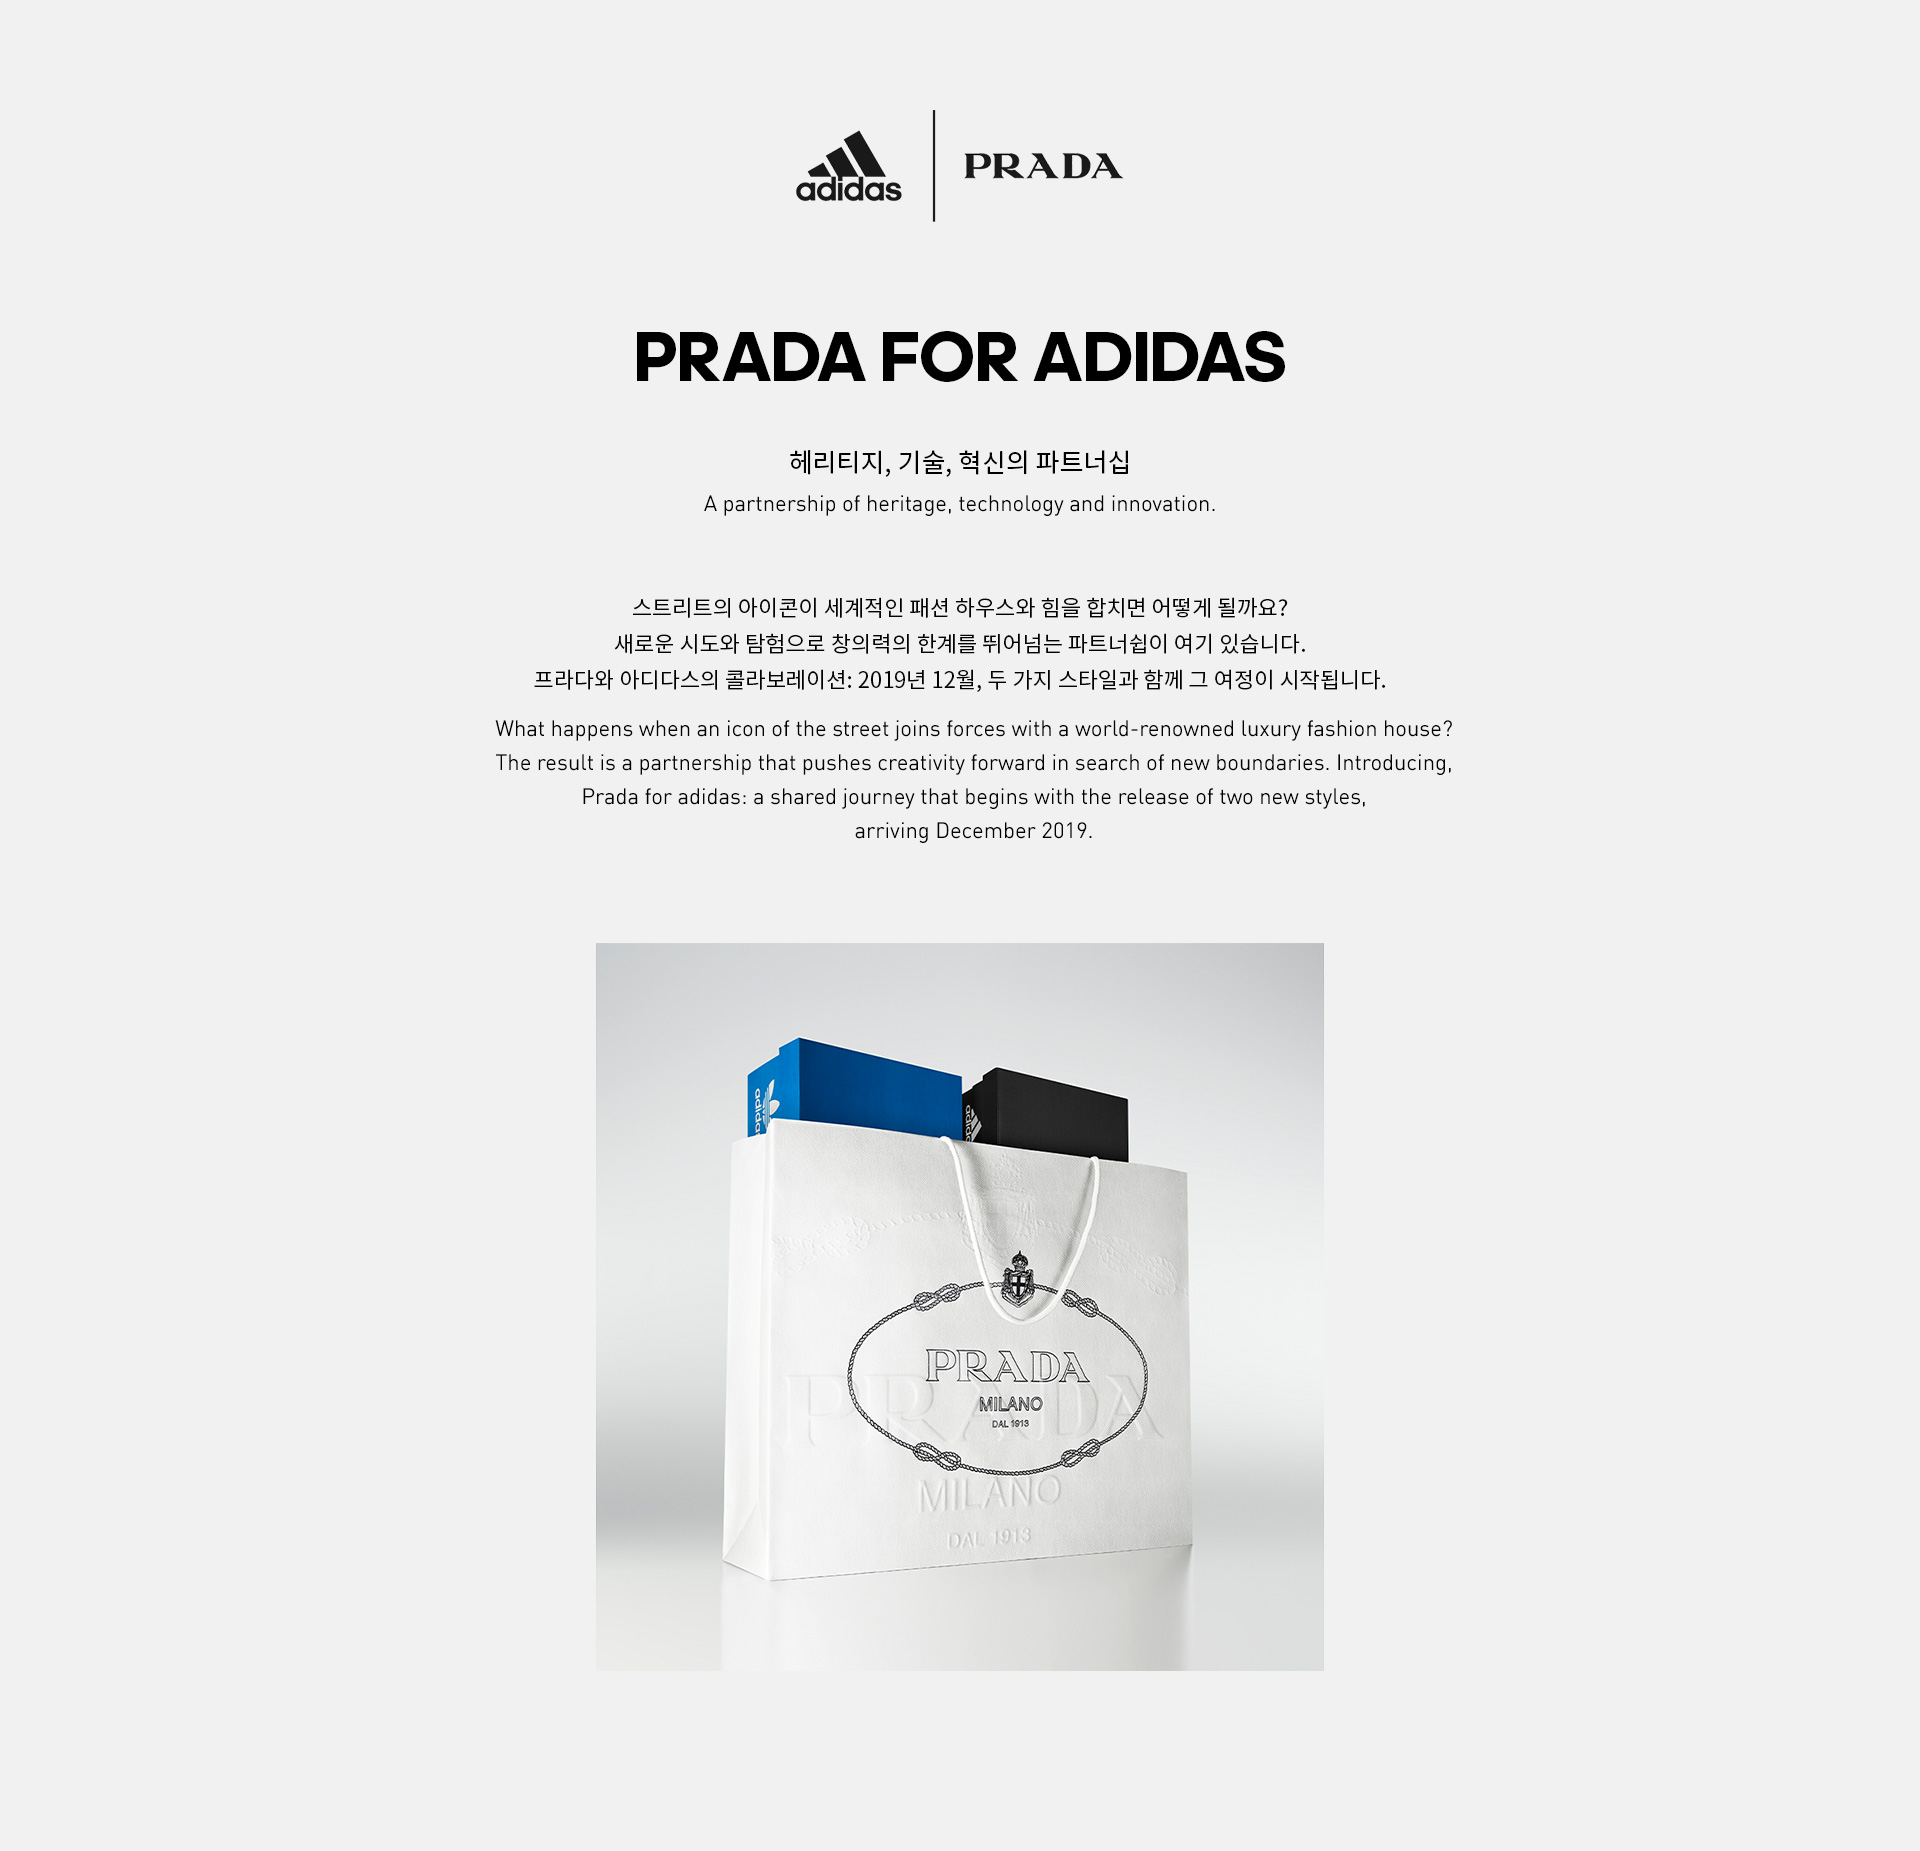 adidas
PRADA
PRADA FOR ADIDAS
헤리티지, 기술, 혁신의 파트너십
A partnership of heritage, technology and innovation.
스트리트의 아이콘이 세계적인 패션 하우스와 힘을 합치면 어떻게 될까요?
새로운 시도와 탐험으로 창의력의 한계를 뛰어넘는 파트너쉽이 여기 있습니다.
프라다와 아디다스의 콜라보레이션: 2019년 12월, 두 가지 스타일과 함께 그 여정이 시작됩니다.
What happens when an icon of the street joins forces with a world-renowned luxury fashion house?
The result is a partnership that pushes creativity forward in search of new boundaries. Introducing,
Prada for adidas: a shared journey that begins with the release of two new styles,
arriving December 2019.
adida
adida
PRADA
MILANO
DAL 1913
PRADA
MILANO
DAL 1913